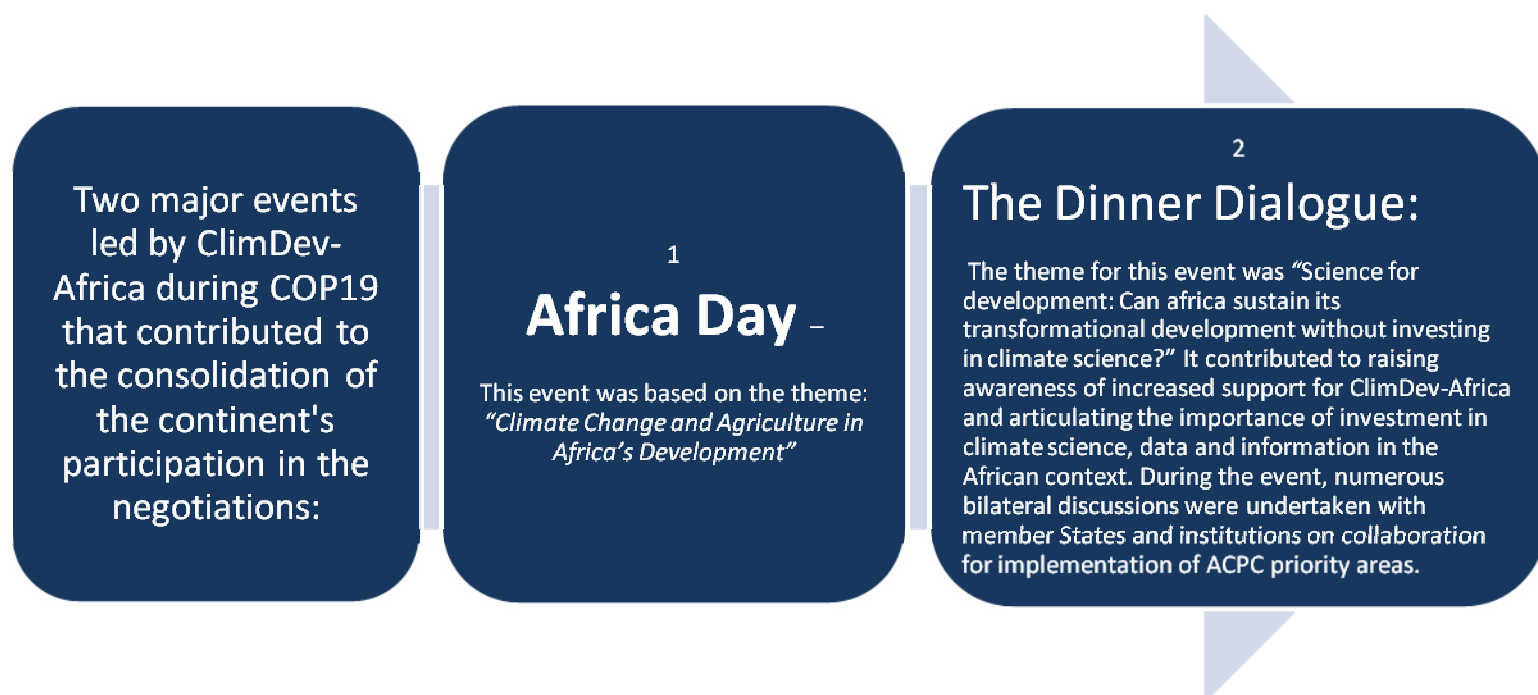 Two major events
led by ClimDev-
Africa during COP19
that contributed to
the consolidation of
the continent's
participation in the
negotiations:
1
Africa Day –
This event was based on the theme:
“Climate Change and Agriculture in
Africa’s Development”
2
The Dinner Dialogue:
The theme for this event was “Science for
development: Can africa sustain its
transformational development without investing
in climate science?” It contributed to raising
awareness of increased support for ClimDev-Africa
and articulating the importance of investment in
climate science, data and information in the
African context. During the event, numerous
bilateral discussions were undertaken with
member States and institutions on collaboration
for implementation of ACPC priority areas.